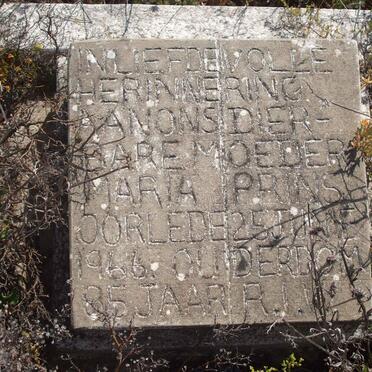 IN LIEFDEVOLLE
HERINNERING
AAN ONS DIER-
BARE MOEDER
MARIA PRINS
OORLEDE 25 JUNIE
1966. OUDERDOM
85 JAAR R.I.V.